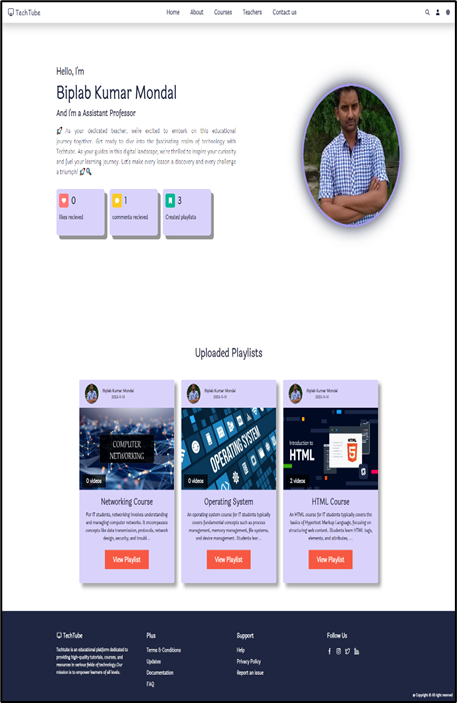 TechTube
Home About Courses Teachers Contact us
Hello, I'm
Biplab Kumar Mondal
And I'm a Assistant Professor
🚀 As your dedicated teacher, we're excited to embark on this educational
journey together. Get ready to dive into the fascinating realm of technology with
Techtube. As your guides in this digital landscape, we're thrilled to inspire your curiosity
and fuel your learning journey. Let's make every lesson a discovery and every challenge
a triumph! 🚀🔍
0
likes recieved
1
comments recieved
3
Created playlists
Uploaded Playlists
Biplab Kumar Mondal
COMPUTER
NETWORKING
0 videos
Networking Course
For IT students, networking involves understanding
and managing computer networks. It encompasses
concepts like data transmission, protocols, network
design, security, and troubl...
View Playlist
Biplab Kumar Mondal
OPERATING SYSTEM
0 videos
Operating System
An operating system course for IT students typically
covers fundamental concepts such as process
management, memory management, file systems,
and device management. Students lear...
View Playlist
Biplab Kumar Mondal
Introduction to
HTML
HTML
5
2 videos
HTML Course
An HTML course for IT students typically covers the
basics of Hypertext Markup Language, focusing on
structuring web content. Students learn HTML tags,
elements, and attributes, ...
View Playlist
TechTube
Techtube is an educational platform dedicated to
providing high-quality tutorials, courses, and
resources in various fields of technology.Our
mission is to empower learners of all levels.
Plus
Terms & Conditions
Updates
Documentation
FAQ
Support
Help
Privacy Policy
Report an issue
Follow Us
@ Copyright © All rights reserved